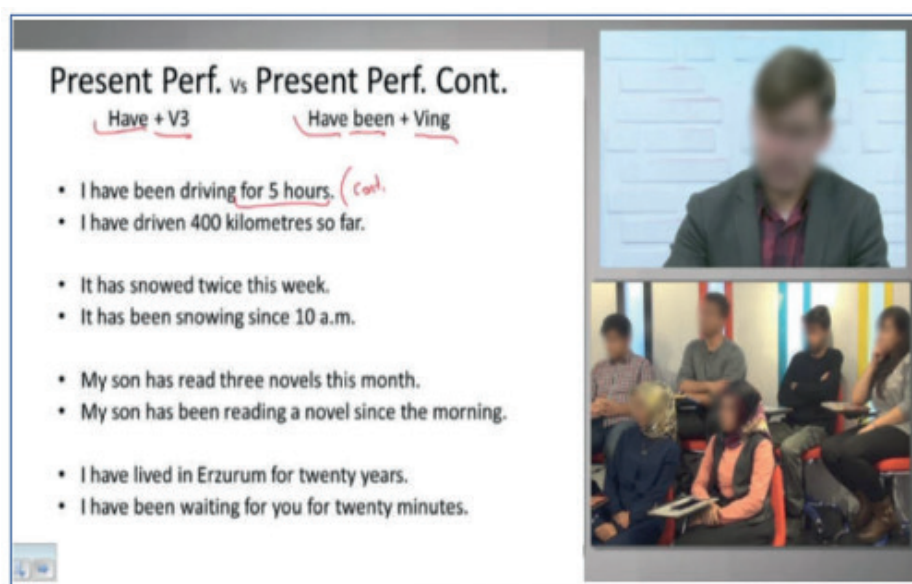 Present Perf. Vs Present Perf. Cont.
Have + V3 Have been + Ving
• I have been driving for 5 hours. (Cont.
• I have driven 400 kilometres so far.
• It has snowed twice this week.
• It has been snowing since 10 a.m.
• My son has read three novels this month.
• My son has been reading a novel since the morning.
• I have lived in Erzurum for twenty years.
• I have been waiting for you for twenty minutes.